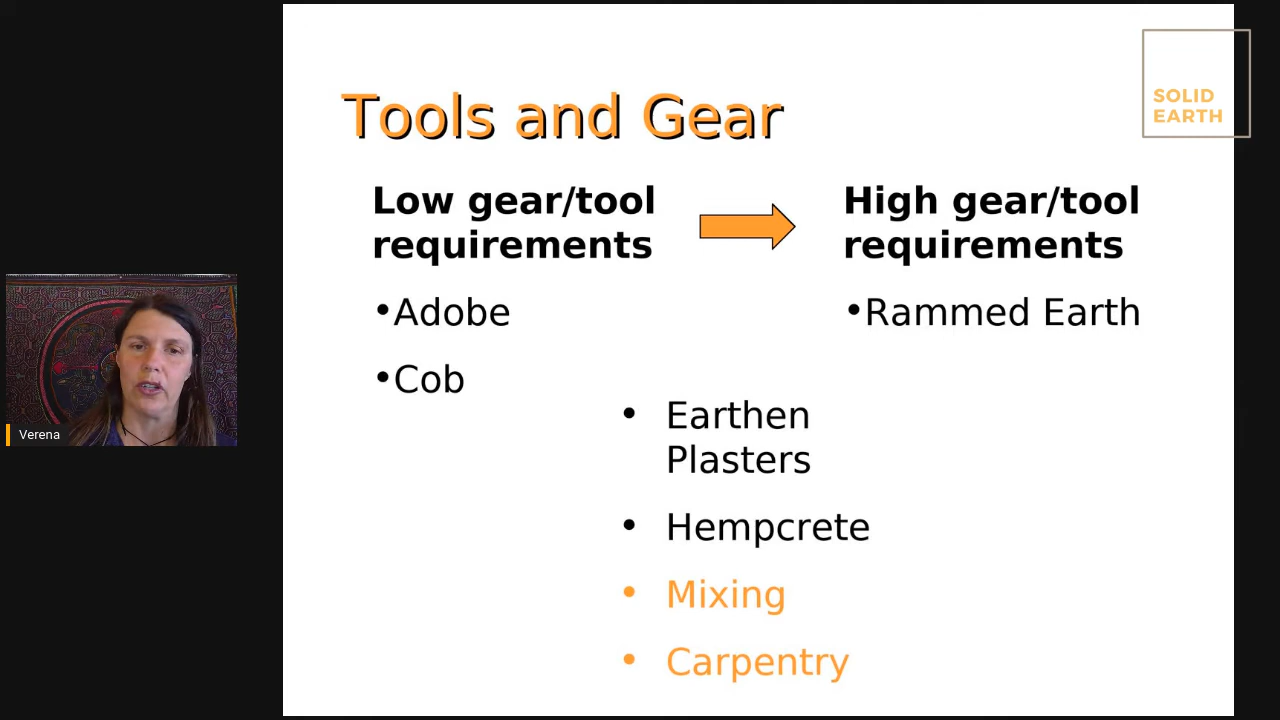 SOLID
EARTH
Tools and Gear
Low gear/tool
requirements
High gear/tool
requirements
•Adobe
•Cob
•Rammed Earth
• Earthen
Plasters
• Hempcrete
• Mixing
• Carpentry
Verena